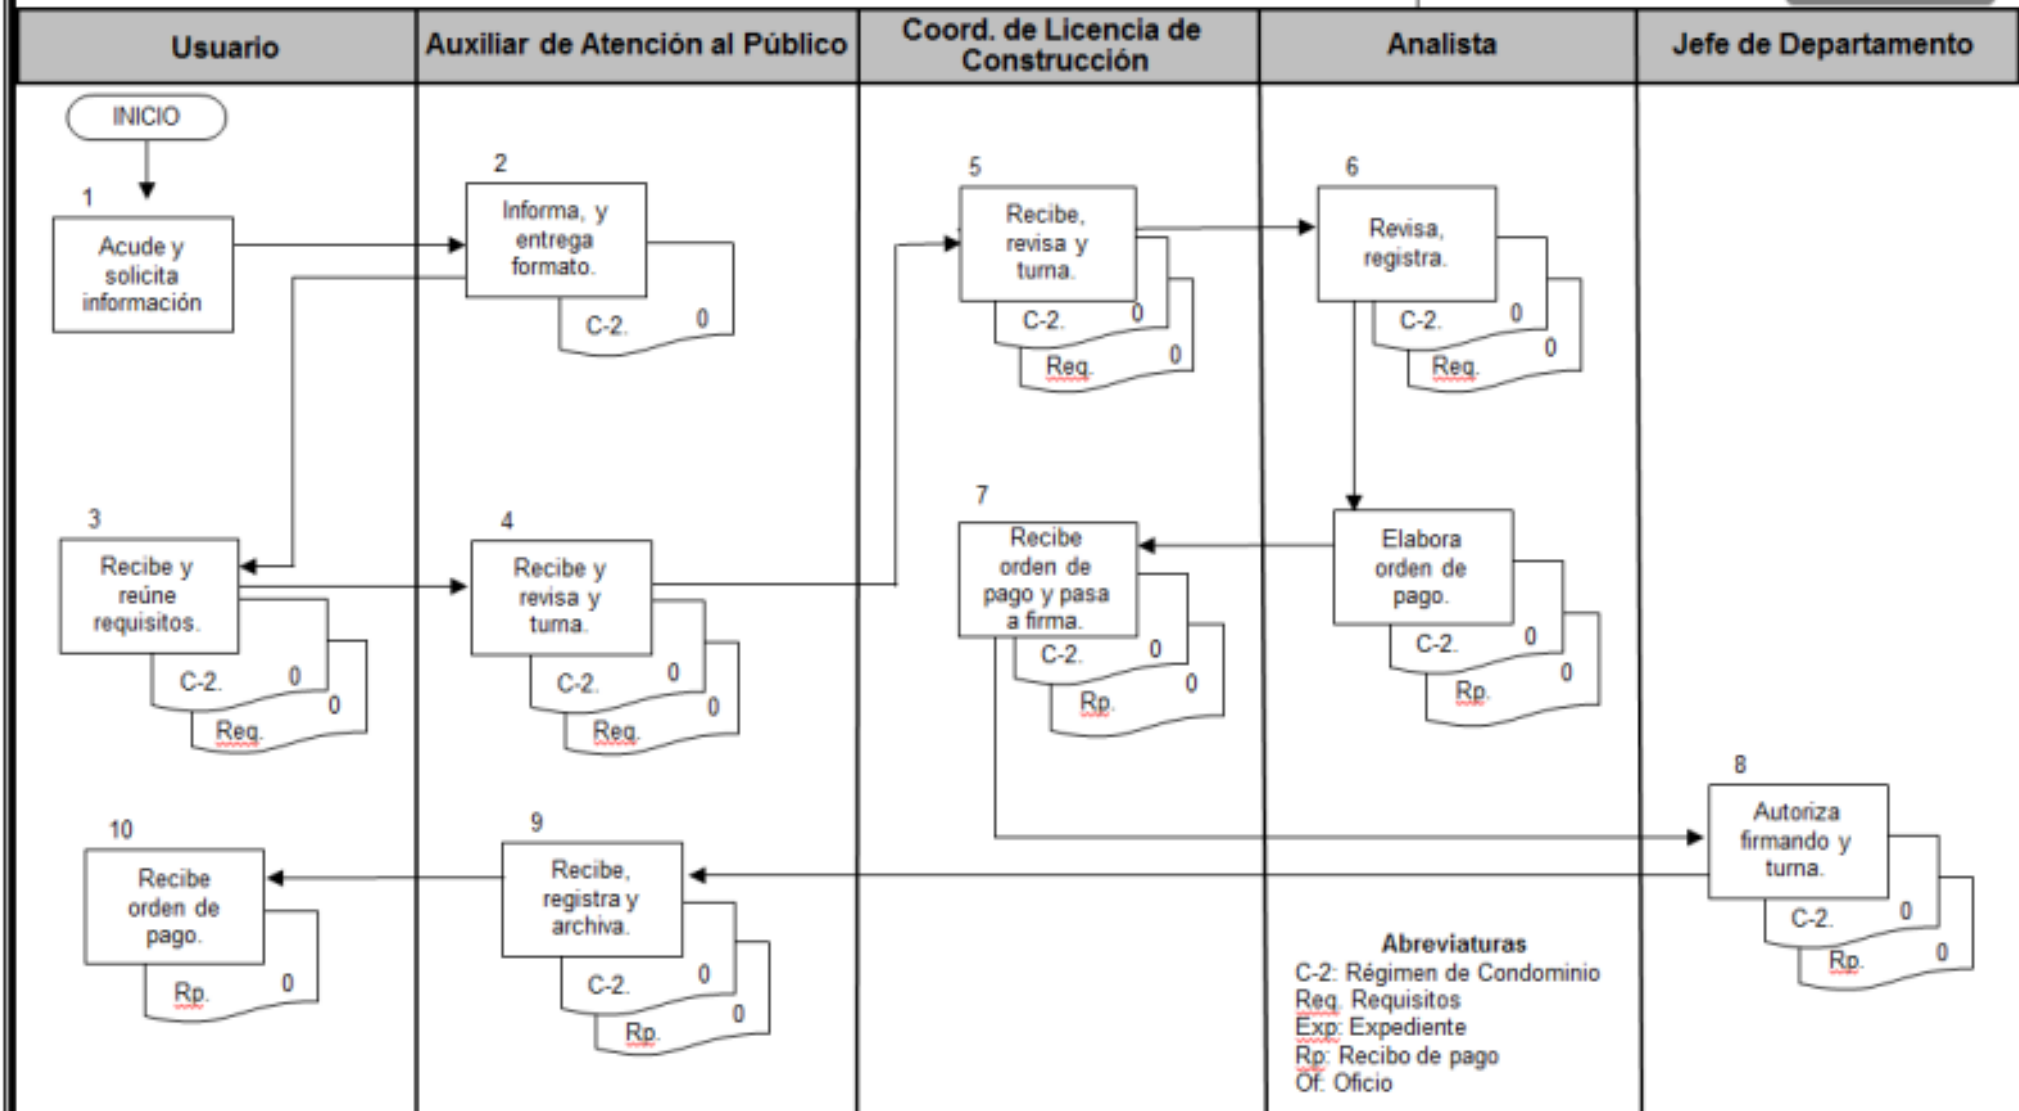 Usuario
Auxiliar de Atención al Público
Coord. de Licencia de
Construcción
Analista
Jefe de Departamento
INICIO
1
Acude y
solicita
información
2
Informa, y
entrega
formato.
C-2.
0
5
Recibe,
revisa y
turna.
C-2.
0
Req.
0
6
Revisa,
registra.
C-2.
0
Req.
0
3
Recibe y
reúne
requisitos.
C-2.
0
Req.
0
4
Recibe y
revisa y
turna.
C-2.
0
Req.
0
7
Recibe
orden de
pago y pasa
a firma.
C-2.
0
Rp.
0
Elabora
orden de
pago.
C-2.
0
Rp.
0
8
Autoriza
firmando y
turna.
C-2.
0
Rp.
0
10
Recibe
orden de
pago.
Rp.
0
9
Recibe,
registra y
archiva.
C-2.
0
Rp.
0
Abreviaturas
C-2: Régimen de Condominio
Req. Requisitos
Exp: Expediente
Rp: Recibo de pago
Of: Oficio